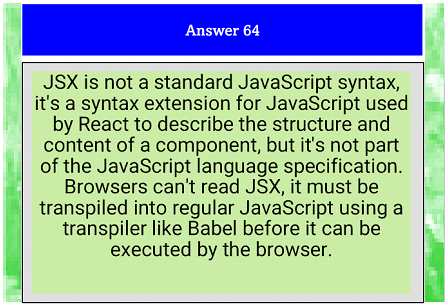 Answer 64
JSX is not a standard JavaScript syntax,
it's a syntax extension for JavaScript used
by React to describe the structure and
content of a component, but it's not part
of the JavaScript language specification.
Browsers can't read JSX, it must be
transpiled into regular JavaScript using a
transpiler like Babel before it can be
executed by the browser.